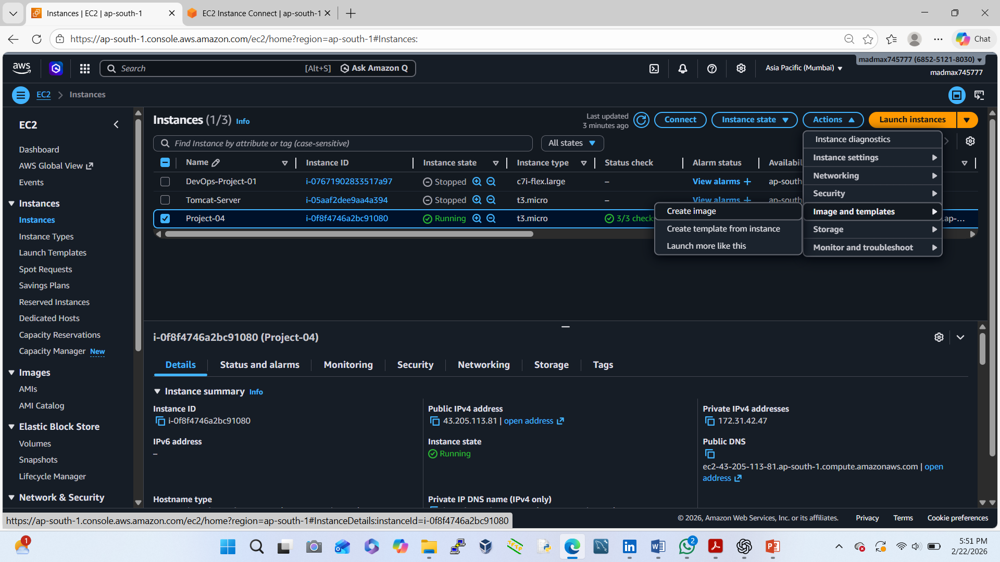 Instances | EC2 | ap-south-1
EC2 Instance Connect | ap-south-1
https://ap-south-1.console.aws.amazon.com/ec2/home?region=ap-south-1#Instances:
Chat
aws
Search
[Alt+S]
Ask Amazon Q
Asia Pacific (Mumbai)
madmax745777 (6852-5121-8030)
madmax745777
EC2
Instances
EC2
Dashboard
AWS Global View
Events
Instances
Instances
Instance Types
Launch Templates
Spot Requests
Savings Plans
Reserved Instances
Dedicated Hosts
Capacity Reservations
Capacity Manager New
Images
AMIs
AMI Catalog
Elastic Block Store
Volumes
Snapshots
Lifecycle Manager
Network & Security
Instances (1/3) Info
Last updated
3 minutes ago
Connect
Instance state
Actions
Launch instances
Find Instance by attribute or tag (case-sensitive)
All states
Name
Instance ID
Instance state
Instance type
Status check
Alarm status
Availabil
DevOps-Project-01
i-07671902833517a97
Stopped
c7i-flex.large
–
View alarms +
ap-south
Tomcat-Server
i-05aaf2dee9aa4a394
Stopped
t3.micro
–
View alarms +
ap-south
Project-04
i-0f8f4746a2bc91080
Running
t3.micro
3/3 check
.ap-...
Instance diagnostics
Instance settings
Networking
Security
Image and templates
Storage
Monitor and troubleshoot
Create image
Create template from instance
Launch more like this
i-0f8f4746a2bc91080 (Project-04)
Details
Status and alarms
Monitoring
Security
Networking
Storage
Tags
Instance summary Info
Instance ID
i-0f8f4746a2bc91080
Public IPv4 address
43.205.113.81 | open address
Private IPv4 addresses
172.31.42.47
IPv6 address
–
Instance state
Running
Public DNS
ec2-43-205-113-81.ap-south-1.compute.amazonaws.com | open
address
Hostname type
Private IP DNS name (IPv4 only)
https://ap-south-1.console.aws.amazon.com/ec2/home?region=ap-south-1#InstanceDetails:instanceId=i-0f8f4746a2bc91080
© 2026, Amazon Web Services, Inc. or its affiliates.
Privacy
Terms
Cookie preferences
1
TFTP
in
W
2
P
5:51 PM
2/22/2026